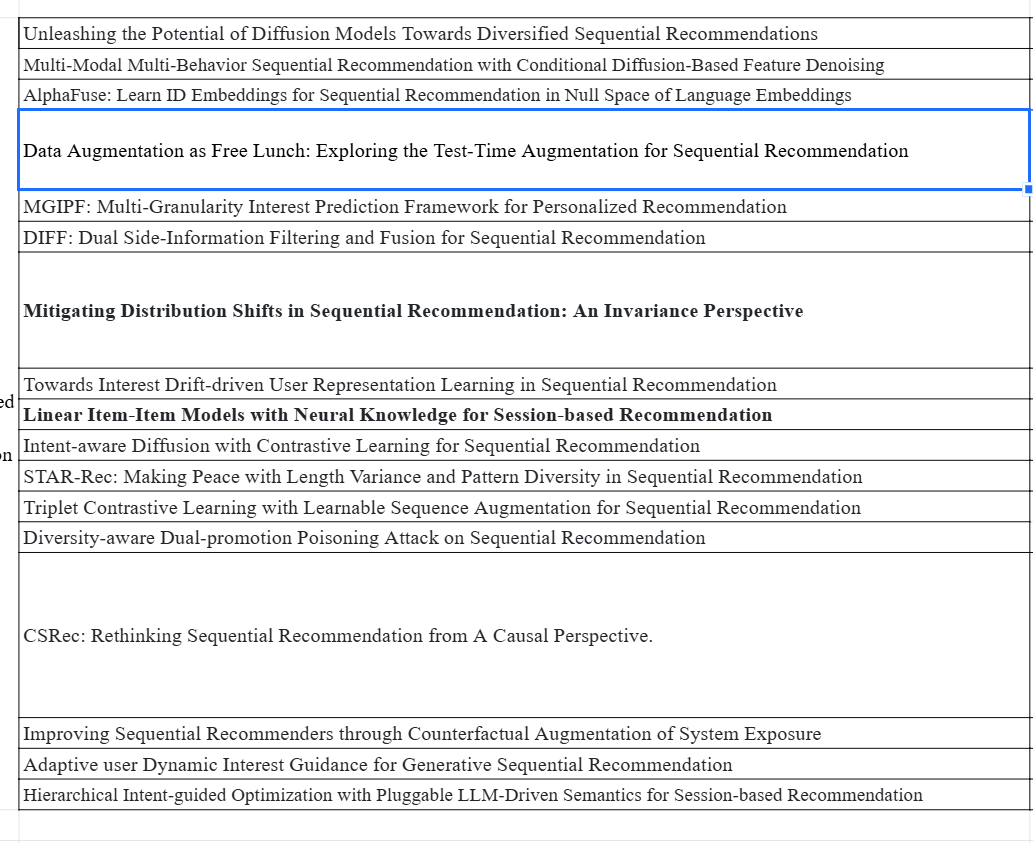 Unleashing the Potential of Diffusion Models Towards Diversified Sequential Recommendations
Multi-Modal Multi-Behavior Sequential Recommendation with Conditional Diffusion-Based Feature Denoising
AlphaFuse: Learn ID Embeddings for Sequential Recommendation in Null Space of Language Embeddings
Data Augmentation as Free Lunch: Exploring the Test-Time Augmentation for Sequential Recommendation
MGIPF: Multi-Granularity Interest Prediction Framework for Personalized Recommendation
DIFF: Dual Side-Information Filtering and Fusion for Sequential Recommendation
Mitigating Distribution Shifts in Sequential Recommendation: An Invariance Perspective
Towards Interest Drift-driven User Representation Learning in Sequential Recommendation
ed
Linear Item-Item Models with Neural Knowledge for Session-based Recommendation
Intent-aware Diffusion with Contrastive Learning for Sequential Recommendation
on
STAR-Rec: Making Peace with Length Variance and Pattern Diversity in Sequential Recommendation
Triplet Contrastive Learning with Learnable Sequence Augmentation for Sequential Recommendation
Diversity-aware Dual-promotion Poisoning Attack on Sequential Recommendation
CSRec: Rethinking Sequential Recommendation from A Causal Perspective.
Improving Sequential Recommenders through Counterfactual Augmentation of System Exposure
Adaptive user Dynamic Interest Guidance for Generative Sequential Recommendation
Hierarchical Intent-guided Optimization with Pluggable LLM-Driven Semantics for Session-based Recommendation